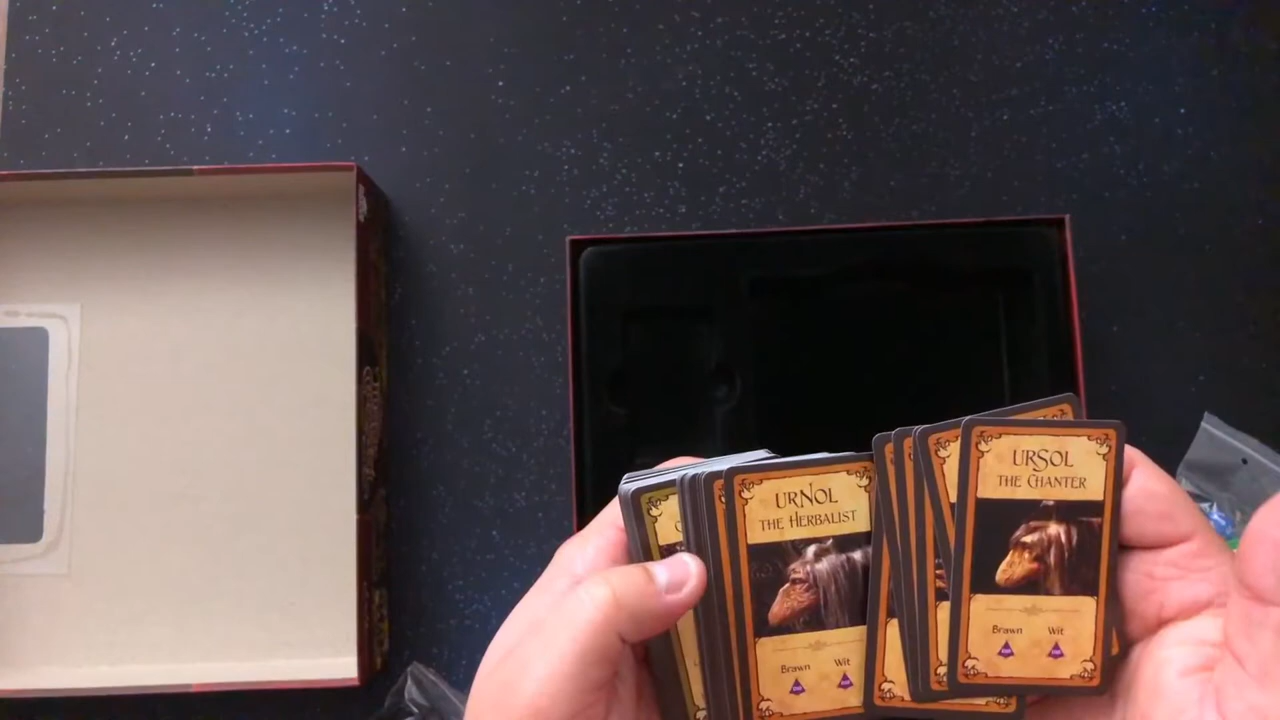 urNOL
THE HERBALIST
Brawn Wit
urSOL
THE CHANTER
Brawn Wit